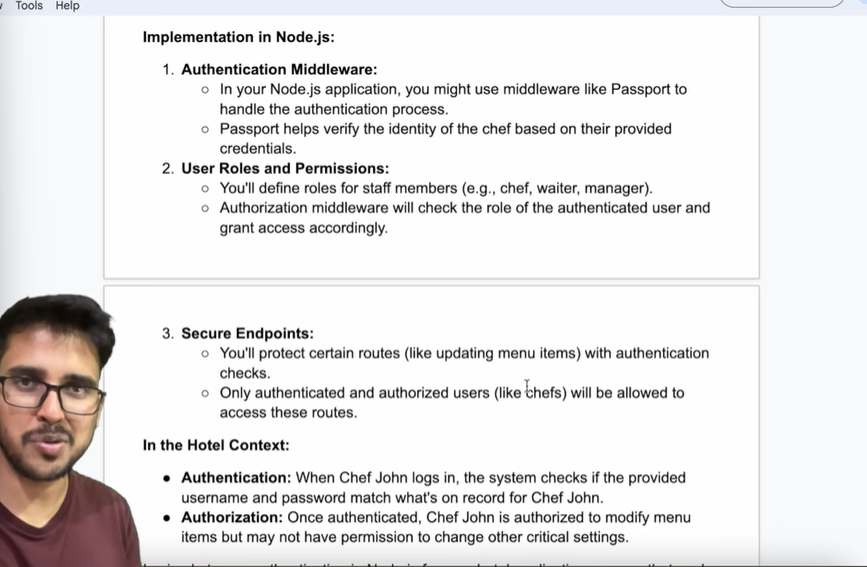 Tools Help
Implementation in Node.js:
1. Authentication Middleware:
○ In your Node.js application, you might use middleware like Passport to
handle the authentication process.
○ Passport helps verify the identity of the chef based on their provided
credentials.
2. User Roles and Permissions:
○ You'll define roles for staff members (e.g., chef, waiter, manager).
○ Authorization middleware will check the role of the authenticated user and
grant access accordingly.
3. Secure Endpoints:
○ You'll protect certain routes (like updating menu items) with authentication
checks.
○ Only authenticated and authorized users (like chefs) will be allowed to
access these routes.
In the Hotel Context:
● Authentication: When Chef John logs in, the system checks if the provided
username and password match what's on record for Chef John.
● Authorization: Once authenticated, Chef John is authorized to modify menu
items but may not have permission to change other critical settings.